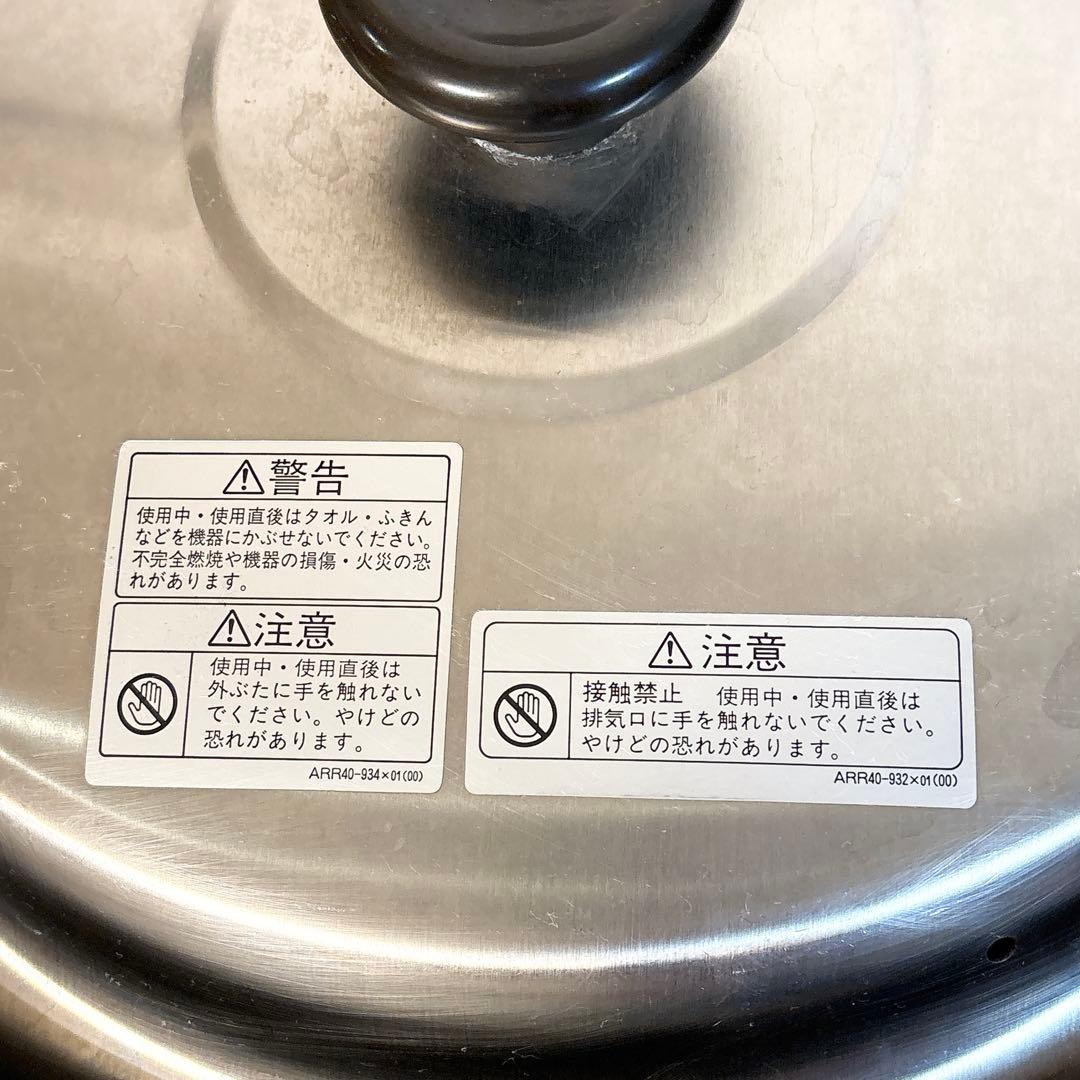 ⚠警告
使用中・使用直後はタオル・ふきん
などを機器にかぶせないでください。
不完全燃焼や機器の損傷・火災の恐
れがあります。
⚠注意
使用中・使用直後は
外ぶたに手を触れない
でください。やけどの
恐れがあります。
ARR40-934×01(00)
⚠注意
接触禁止 使用中・使用直後は
排気口に手を触れないでください。
やけどの恐れがあります。
ARR40-932×01(00)